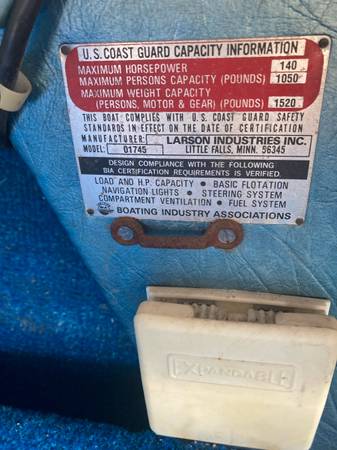 U.S. COAST GUARD CAPACITY INFORMATION
MAXIMUM HORSEPOWER 140
MAXIMUM PERSONS CAPACITY (POUNDS) 1050
MAXIMUM WEIGHT CAPACITY
(PERSONS, MOTOR & GEAR) (POUNDS) 1520
THIS BOAT COMPLIES WITH U.S. COAST GUARD SAFETY
STANDARDS IN EFFECT ON THE DATE OF CERTIFICATION
MANUFACTURER: LARSON INDUSTRIES INC.
MODEL: 01745 LITTLE FALLS, MINN. 56345
DESIGN COMPLIANCE WITH THE FOLLOWING
BIA CERTIFICATION REQUIREMENTS IS VERIFIED.
LOAD AND H.P. CAPACITY • BASIC FLOTATION
NAVIGATION LIGHTS • STEERING SYSTEM
COMPARTMENT VENTILATION • FUEL SYSTEM
BOATING INDUSTRY ASSOCIATIONS
EXPANDABLE